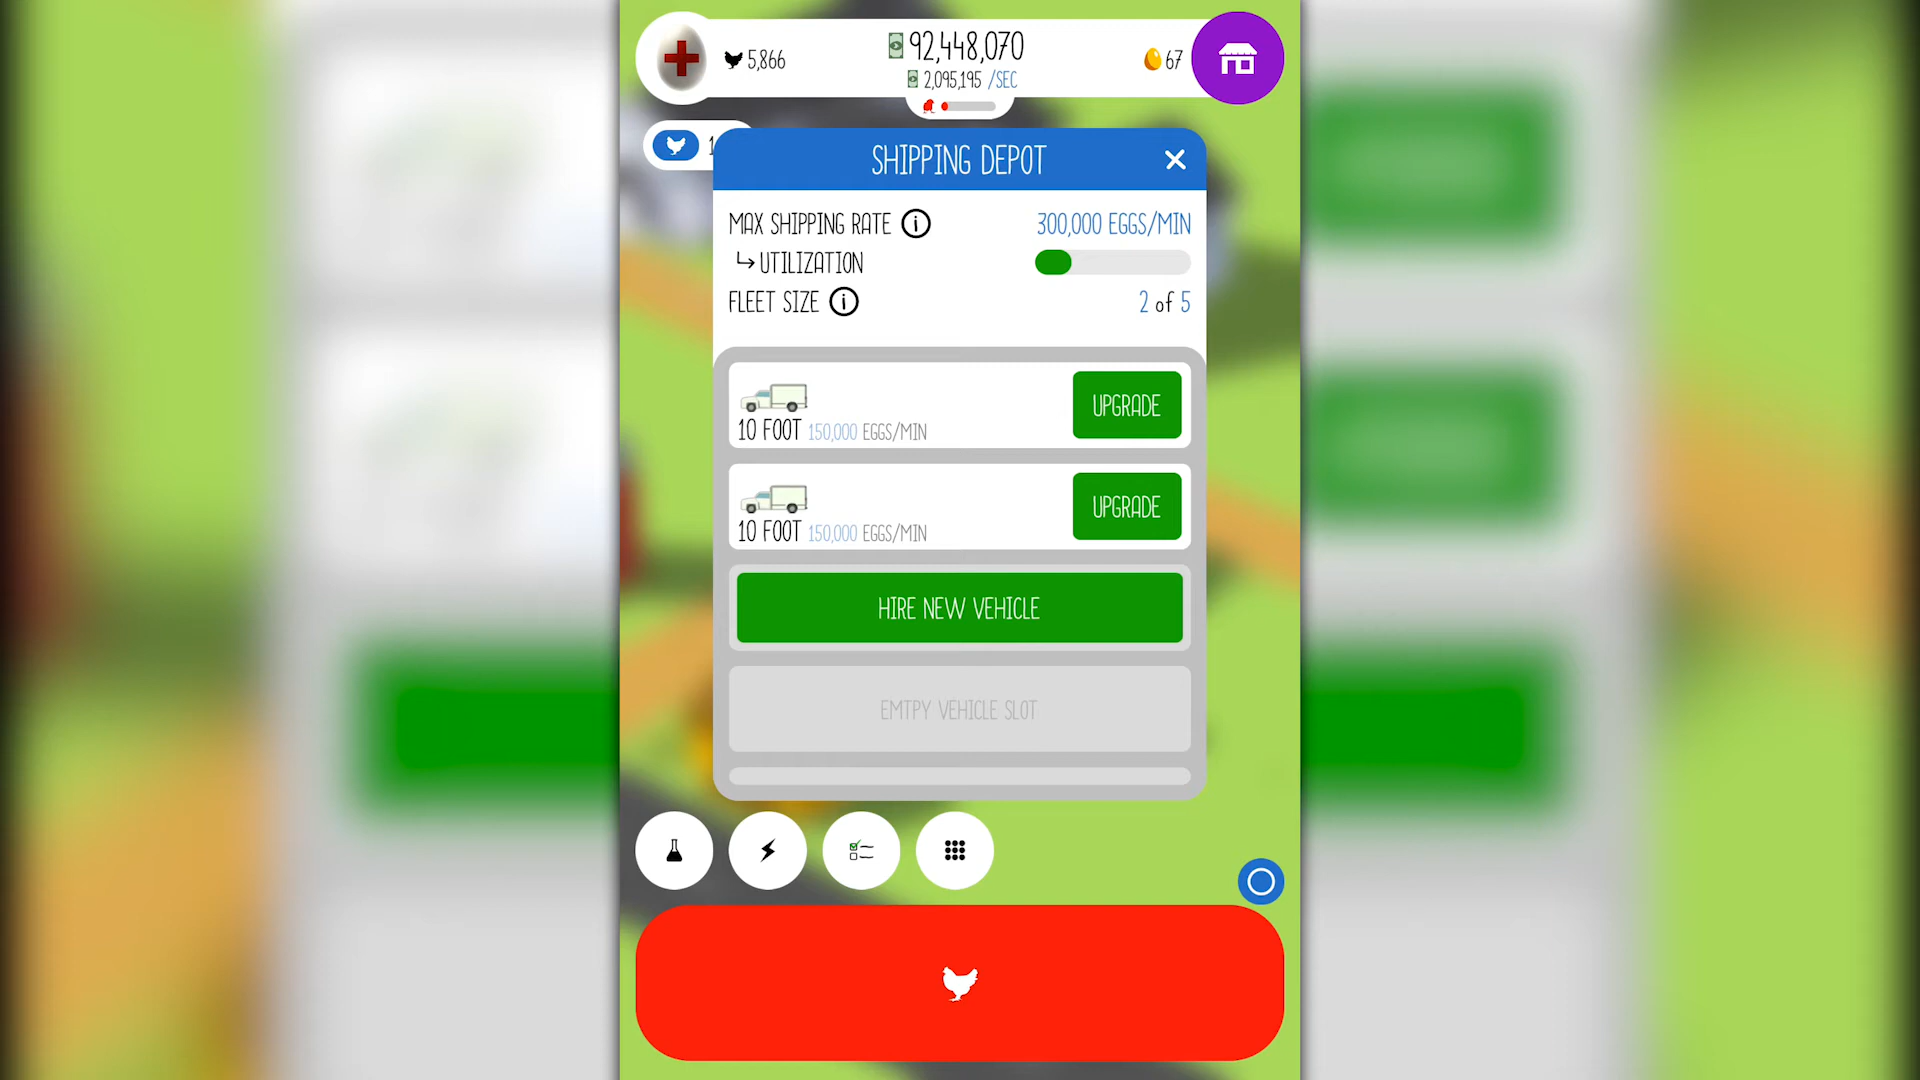 5,866
92,448,070
2,095,195 /SEC
67
SHIPPING DEPOT
MAX SHIPPING RATE
300,000 EGGS/MIN
UTILIZATION
FLEET SIZE
2 of 5
10 FOOT 150,000 EGGS/MIN
UPGRADE
10 FOOT 150,000 EGGS/MIN
UPGRADE
HIRE NEW VEHICLE
EMTPY VEHICLE SLOT